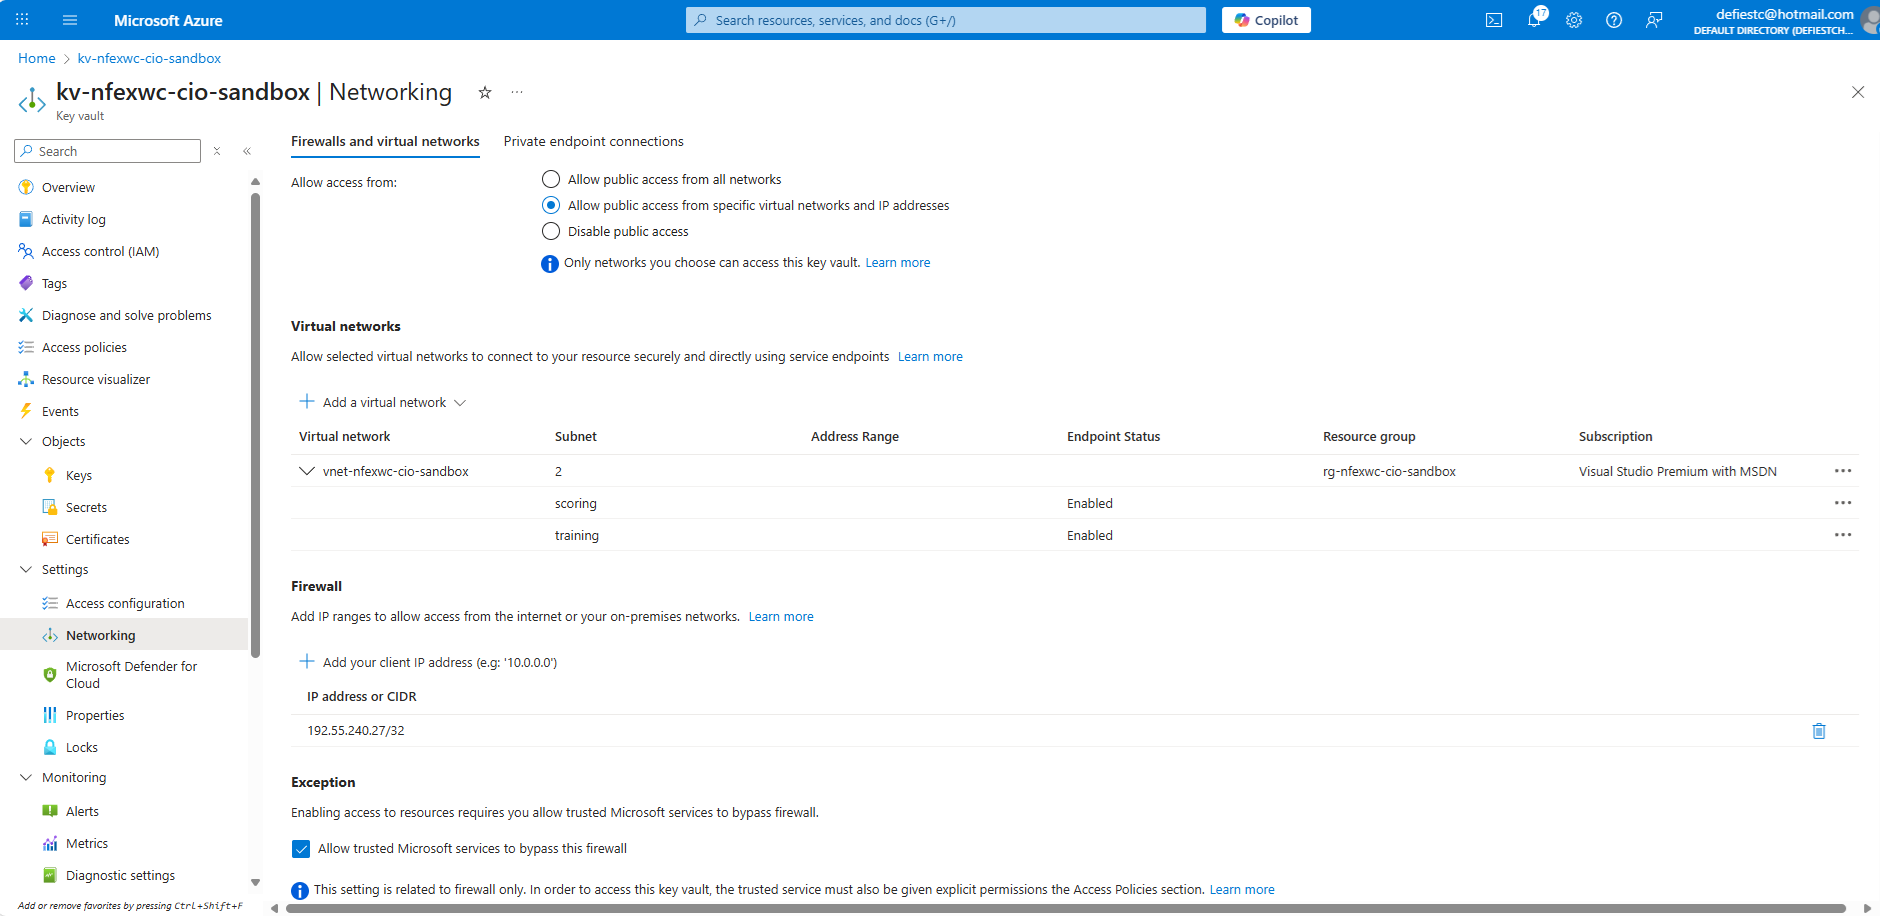 Microsoft Azure
Search resources, services, and docs (G+/)
Copilot
17
defiestc@hotmail.com
DEFAULT DIRECTORY (DEFIESTCH...
Home > kv-nfexwc-cio-sandbox
kv-nfexwc-cio-sandbox | Networking
Key vault
Search
Overview
Activity log
Access control (IAM)
Tags
Diagnose and solve problems
Access policies
Resource visualizer
Events
Objects
Keys
Secrets
Certificates
Settings
Access configuration
Networking
Microsoft Defender for
Cloud
Properties
Locks
Monitoring
Alerts
Metrics
Diagnostic settings
Add or remove favorites by pressing Ctrl+Shift+F
Firewalls and virtual networks Private endpoint connections
Allow access from:
Allow public access from all networks
Allow public access from specific virtual networks and IP addresses
Disable public access
Only networks you choose can access this key vault. Learn more
Virtual networks
Allow selected virtual networks to connect to your resource securely and directly using service endpoints Learn more
Add a virtual network
Virtual network Subnet Address Range Endpoint Status Resource group Subscription
vnet-nfexwc-cio-sandbox 2 rg-nfexwc-cio-sandbox Visual Studio Premium with MSDN
scoring Enabled
training Enabled
Firewall
Add IP ranges to allow access from the internet or your on-premises networks. Learn more
Add your client IP address (e.g: '10.0.0.0')
IP address or CIDR
192.55.240.27/32
Exception
Enabling access to resources requires you allow trusted Microsoft services to bypass firewall.
Allow trusted Microsoft services to bypass this firewall
This setting is related to firewall only. In order to access this key vault, the trusted service must also be given explicit permissions the Access Policies section. Learn more